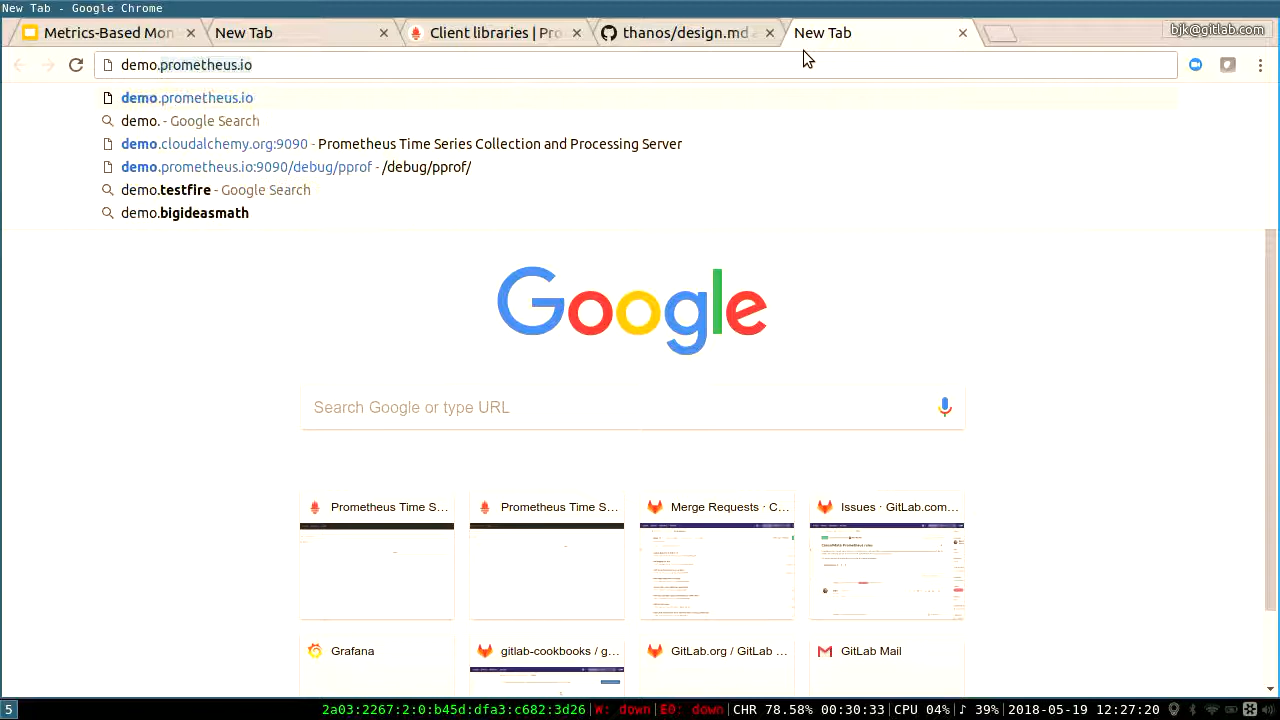 New Tab - Google Chrome
Metrics-Based Mon
New Tab
Client libraries | Pro
thanos/design.md a
New Tab
bjk@gitlab.com
demo.prometheus.io
demo.prometheus.io
demo. - Google Search
demo.cloudalchemy.org:9090 - Prometheus Time Series Collection and Processing Server
demo.prometheus.io:9090/debug/pprof - /debug/pprof/
demo.testfire - Google Search
demo.bigideasmath
Google
Search Google or type URL
Prometheus Time S...
Prometheus Time S...
Merge Requests · C...
Issues · GitLab.com...
Grafana
gitlab-cookbooks / g...
GitLab.org / GitLab ...
GitLab Mail
5
2a03:2267:2:0:b45d:dfa3:c682:3d26|W: down|E0: down|CHR 78.58% 00:30:33|CPU 04%|♪ 39%|2018-05-19 12:27:20